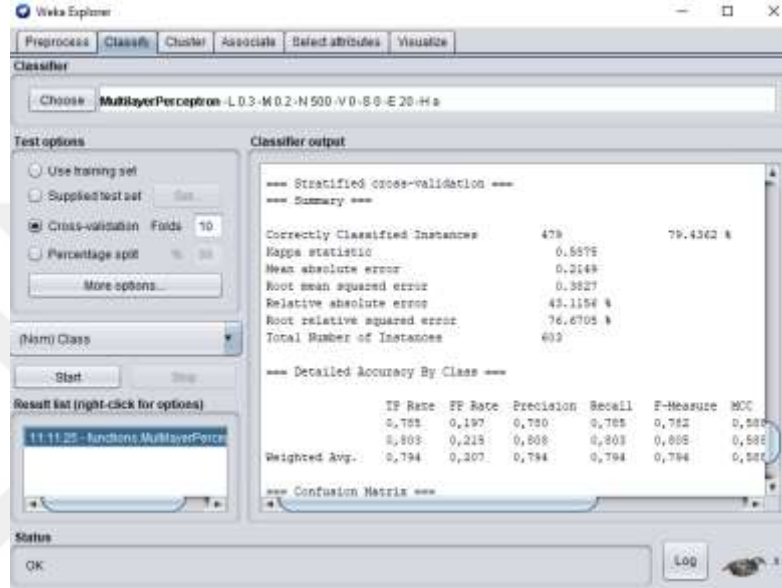 Weka Explorer
Preprocess Classify Cluster Associate Select attributes Visualize
Classifier
Choose MultilayerPerceptron -L 0.3 -M 0.2 -N 500 -V 0 -S 0 -E 20 -H a
Test options
Use training set
Supplied test set Set...
Cross-validation Folds 10
Percentage split %
More options...
(Nom) Class
Start Stop
Result list (right-click for options)
11:11:25 - functions.MultilayerPercep
Classifier output
=== Stratified cross-validation ===
=== Summary ===
Correctly Classified Instances 479 79.4362 %
Kappa statistic
Mean absolute error 0.2149
Root mean squared error 0.3827
Relative absolute error 43.1156 %
Root relative squared error 76.6705 %
Total Number of Instances 603
=== Detailed Accuracy By Class ===
TP Rate FP Rate Precision Recall F-Measure MCC
0,785 0,197 0,780 0,785 0,782
0,803 0,215 0,808 0,803 0,805
Weighted Avg. 0,794 0,207 0,794 0,794 0,794
=== Confusion Matrix ===
Status
OK
Log